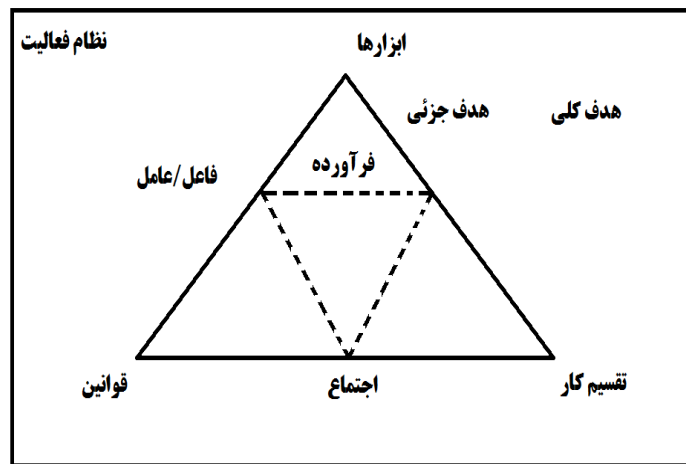 نظام فعالیت
ابزارها
هدف کلی
هدف جزئی
فرآورده
فاعل/عامل
تقسیم کار
اجتماع
قوانین